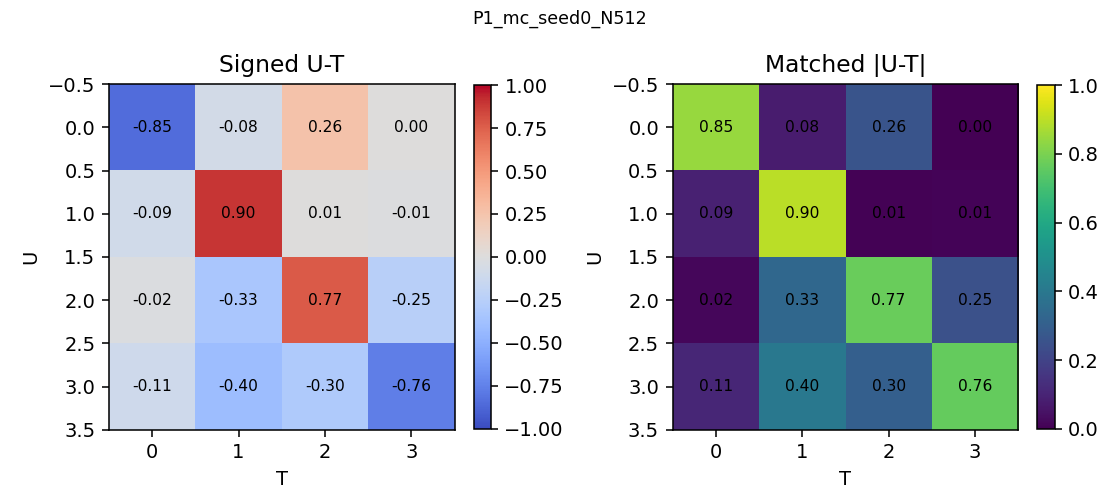 P1_mc_seed0_N512
Signed U-T
−0.5
0.0
0.5
1.0
1.5
2.0
2.5
3.0
3.5
U
-0.85 -0.08 0.26 0.00
-0.09 0.90 0.01 -0.01
-0.02 -0.33 0.77 -0.25
-0.11 -0.40 -0.30 -0.76
0 1 2 3
T
1.00
0.75
0.50
0.25
0.00
−0.25
−0.50
−0.75
−1.00
Matched |U-T|
−0.5
0.0
0.5
1.0
1.5
2.0
2.5
3.0
3.5
U
0.85 0.08 0.26 0.00
0.09 0.90 0.01 0.01
0.02 0.33 0.77 0.25
0.11 0.40 0.30 0.76
0 1 2 3
T
1.0
0.8
0.6
0.4
0.2
0.0